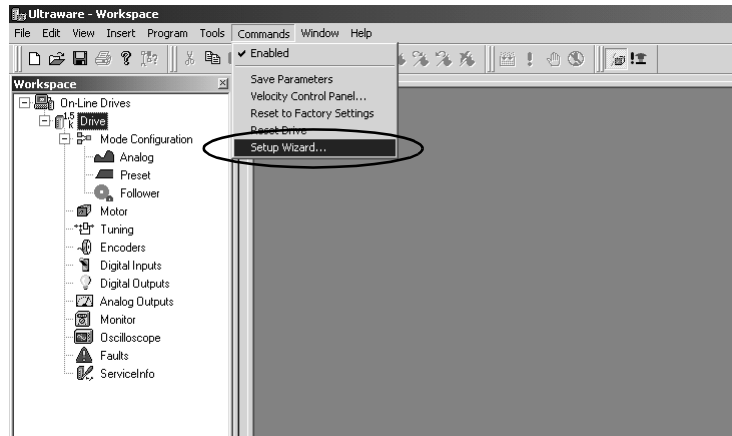 Ultraware - Workspace
File Edit View Insert Program Tools Commands Window Help
Enabled
Workspace
Save Parameters
Velocity Control Panel...
Reset to Factory Settings
Reset Drive
Setup Wizard...
On-Line Drives
1.5 K Drive
Mode Configuration
Analog
Preset
Follower
Motor
Tuning
Encoders
Digital Inputs
Digital Outputs
Analog Outputs
Monitor
Oscilloscope
Faults
ServiceInfo